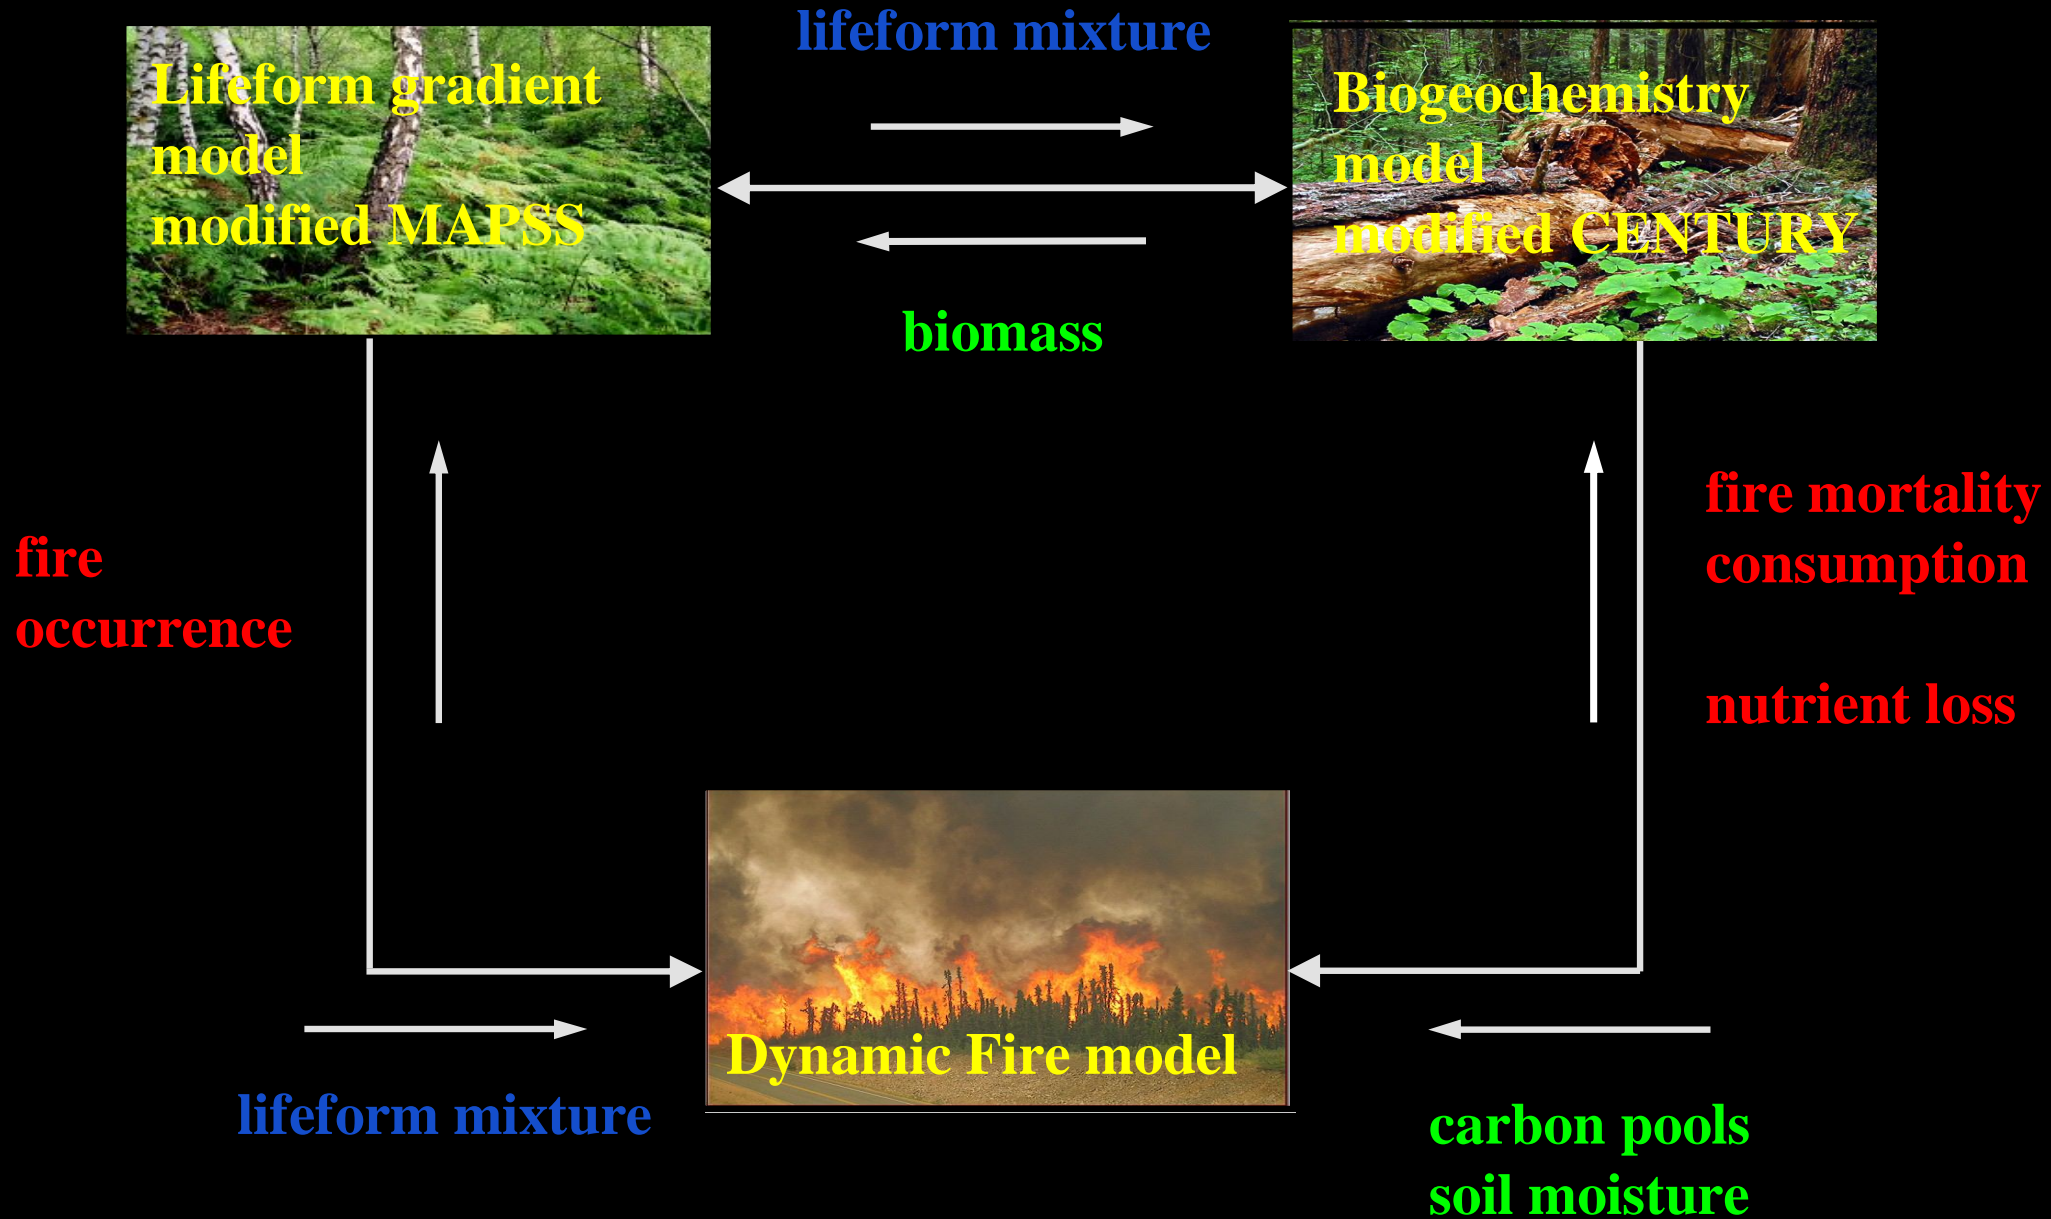 lifeform mixture
Lifeform gradient
model
modified MAPSS
Biogeochemistry
model
modified CENTURY
biomass
fire
occurrence
fire mortality
consumption
nutrient loss
Dynamic Fire model
lifeform mixture
carbon pools
soil moisture